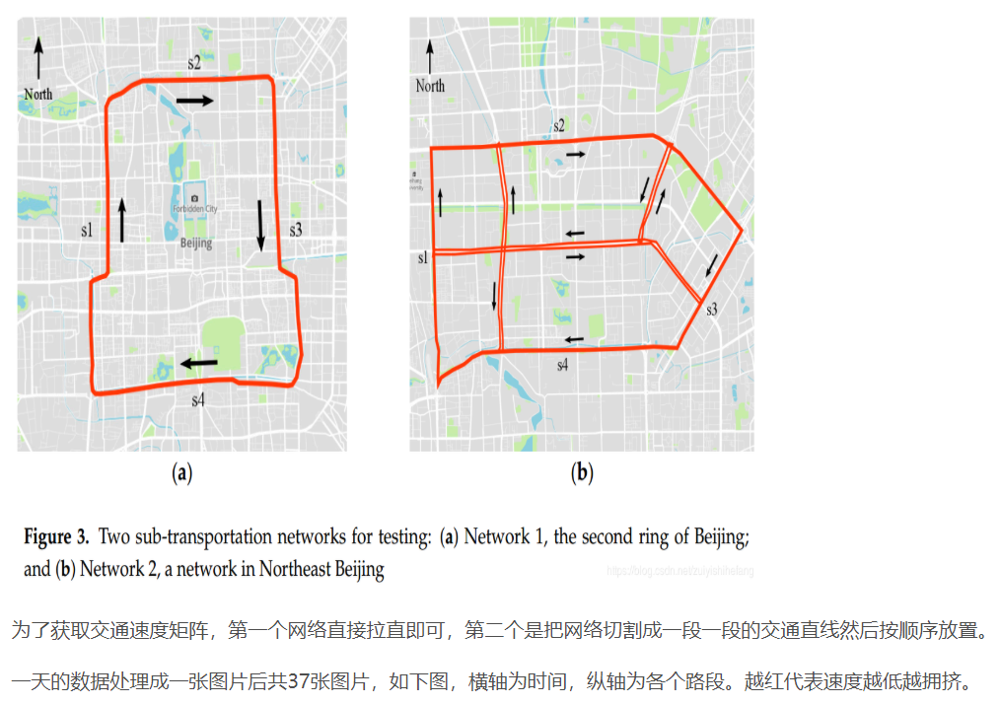 North
s2
s1
Forbidden City
Beijing
s3
s4
(a)
North
s2
s1
s3
s4
(b)
Figure 3. Two sub-transportation networks for testing: (a) Network 1, the second ring of Beijing;
and (b) Network 2, a network in Northeast Beijing
为了获取交通速度矩阵，第一个网络直接拉直即可，第二个是把网络切割成一段一段的交通直线然后按顺序放置。
一天的数据处理成一张图片后共37张图片，如下图，横轴为时间，纵轴为各个路段。越红代表速度越低越拥挤。